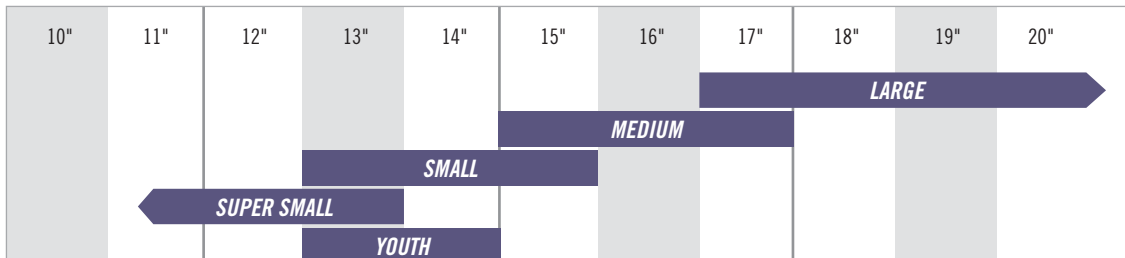 10" 11" 12" 13" 14" 15" 16" 17" 18" 19" 20"
LARGE
MEDIUM
SMALL
SUPER SMALL
YOUTH